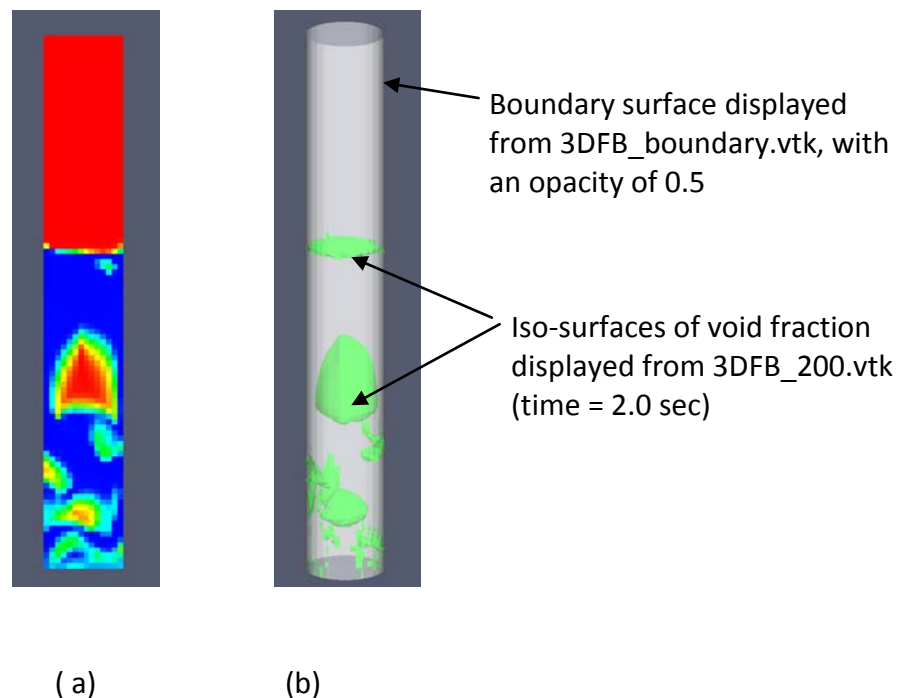 Boundary surface displayed
from 3DFB_boundary.vtk, with
an opacity of 0.5
Iso-surfaces of void fraction
displayed from 3DFB_200.vtk
(time = 2.0 sec)
( a)
(b)